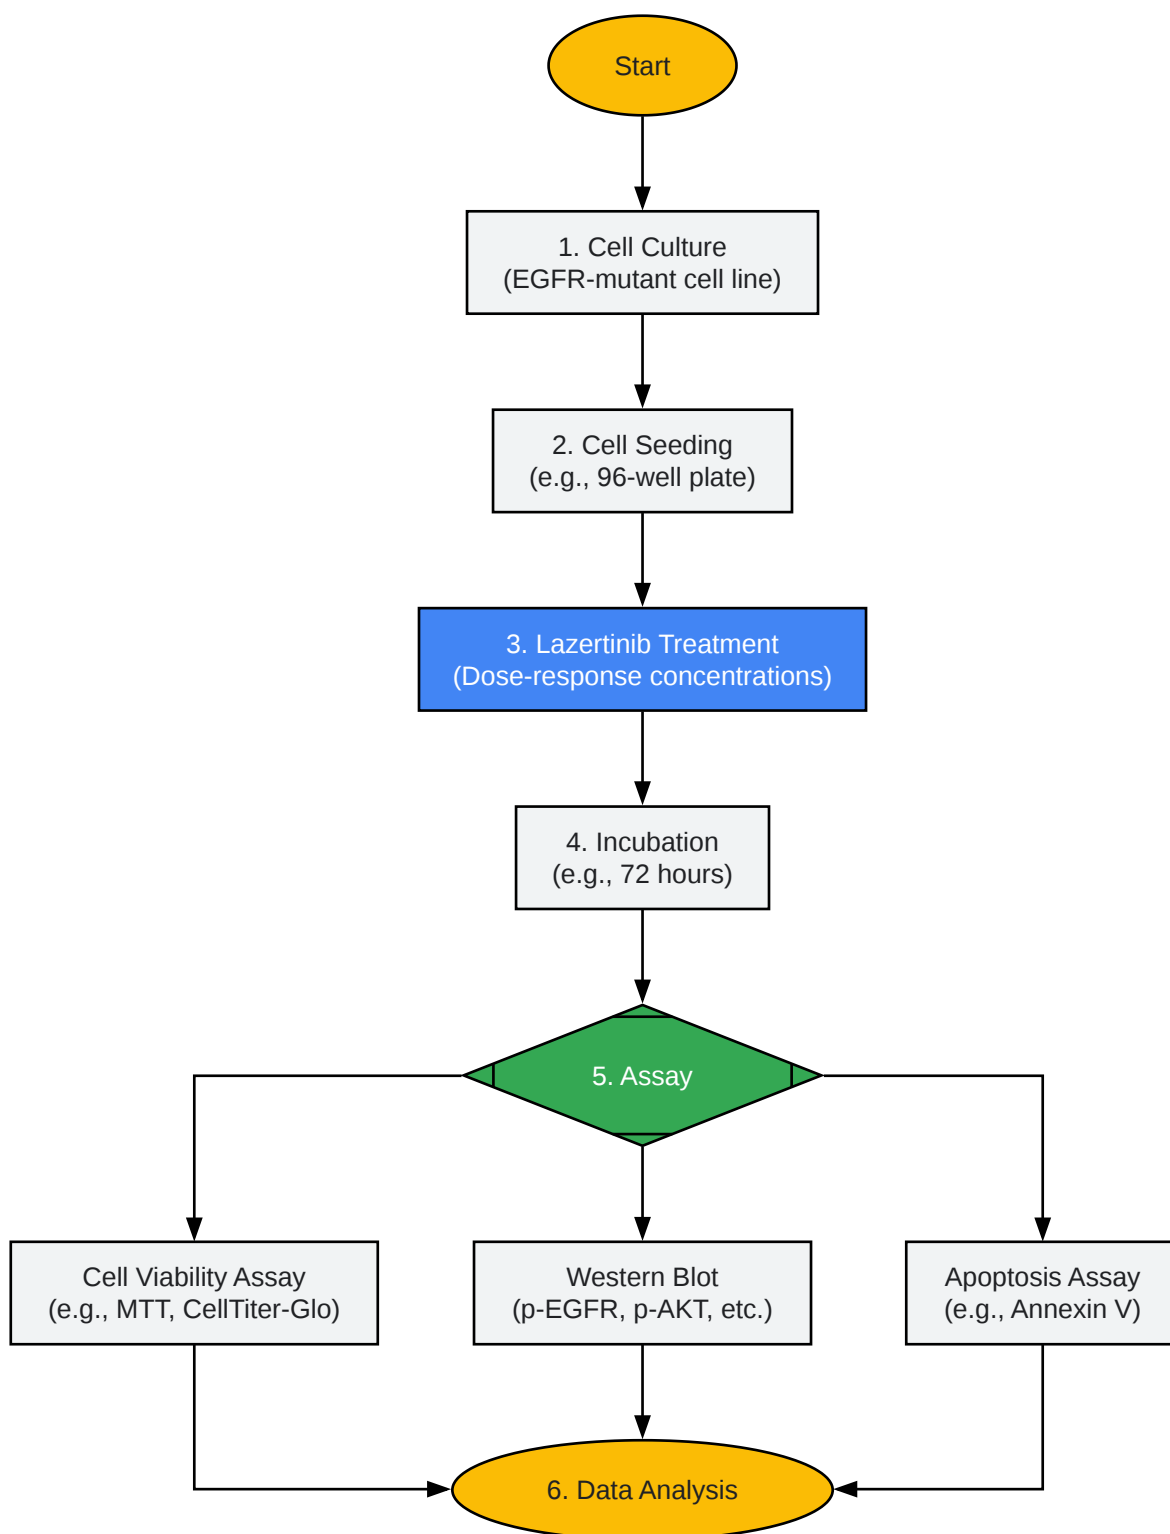 Start
1. Cell Culture
(EGFR-mutant cell line)
2. Cell Seeding
(e.g., 96-well plate)
3. Lazertinib Treatment
(Dose-response concentrations)
4. Incubation
(e.g., 72 hours)
5. Assay
Cell Viability Assay
(e.g., MTT, CellTiter-Glo)
Western Blot
(p-EGFR, p-AKT, etc.)
Apoptosis Assay
(e.g., Annexin V)
6. Data Analysis